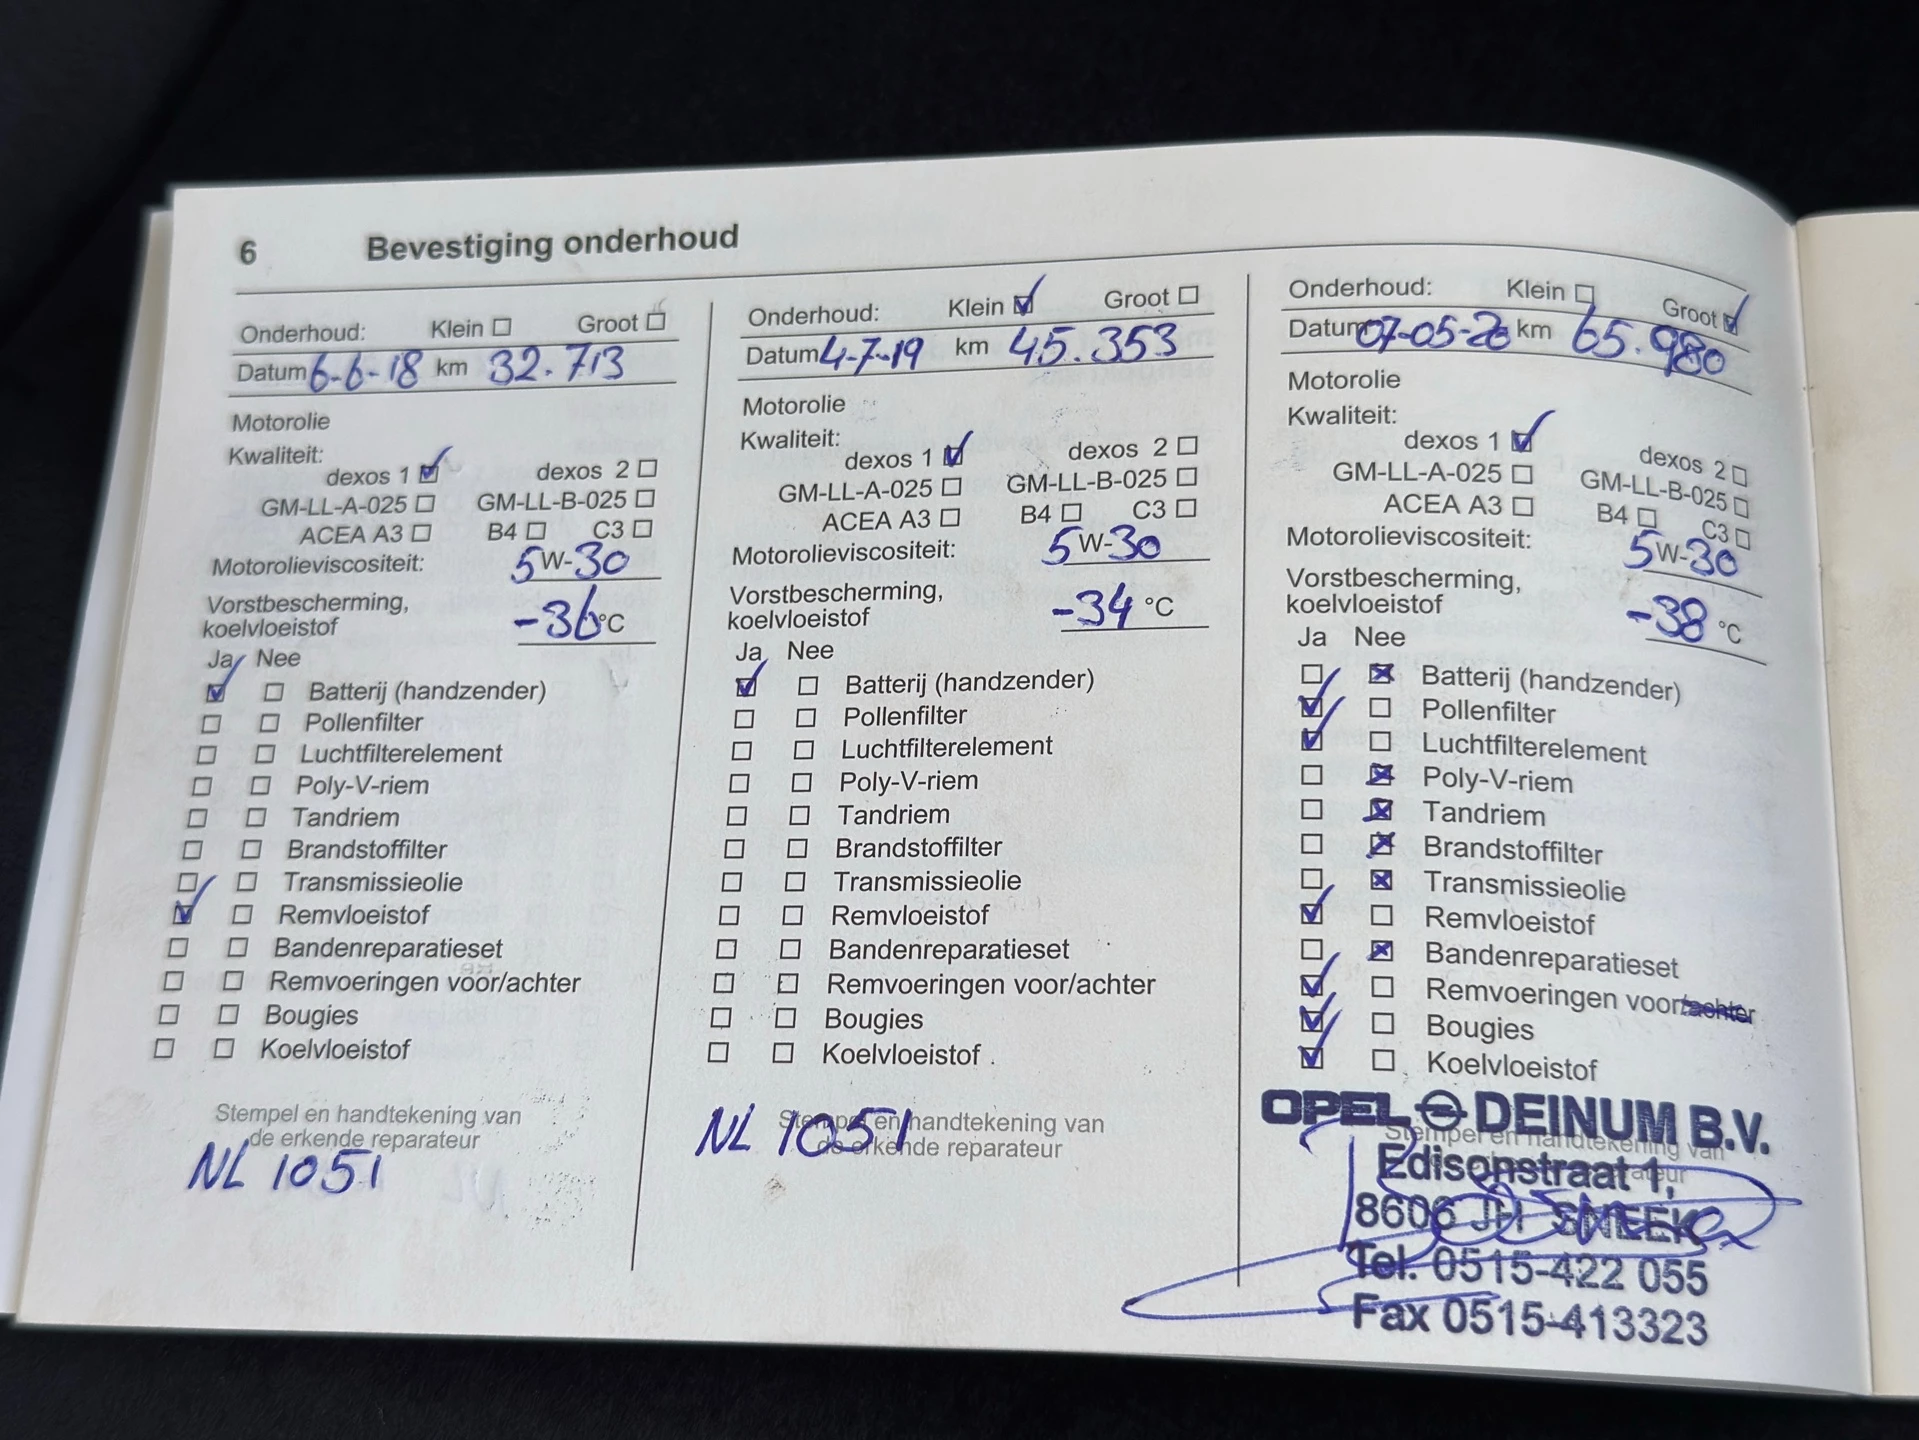 6 Bevestiging onderhoud
Onderhoud: Klein ☐ Groot ☐
Datum 6-6-18 km 32.713
Motorolie
Kwaliteit:
dexos 1 ☑ dexos 2 ☐
GM-LL-A-025 ☐ GM-LL-B-025 ☐
ACEA A3 ☐ B4 ☐ C3 ☐
Motorolieviscositeit: 5W-30
Vorstbescherming,
koelvloeistof -36°C
Ja Nee
☑ ☐ Batterij (handzender)
☐ ☐ Pollenfilter
☐ ☐ Luchtfilterelement
☐ ☐ Poly-V-riem
☐ ☐ Tandriem
☐ ☐ Brandstoffilter
☐ ☐ Transmissieolie
☑ ☐ Remvloeistof
☐ ☐ Bandenreparatieset
☐ ☐ Remvoeringen voor/achter
☐ ☐ Bougies
☐ ☐ Koelvloeistof
Stempel en handtekening van
de erkende reparateur
NL 1051
Onderhoud: Klein ☑ Groot ☐
Datum 4-7-19 km 45.353
Motorolie
Kwaliteit:
dexos 1 ☑ dexos 2 ☐
GM-LL-A-025 ☐ GM-LL-B-025 ☐
ACEA A3 ☐ B4 ☐ C3 ☐
Motorolieviscositeit: 5W-30
Vorstbescherming,
koelvloeistof -34 °C
Ja Nee
☑ ☐ Batterij (handzender)
☐ ☐ Pollenfilter
☐ ☐ Luchtfilterelement
☐ ☐ Poly-V-riem
☐ ☐ Tandriem
☐ ☐ Brandstoffilter
☐ ☐ Transmissieolie
☐ ☐ Remvloeistof
☐ ☐ Bandenreparatieset
☐ ☐ Remvoeringen voor/achter
☐ ☐ Bougies
☐ ☐ Koelvloeistof
Stempel en handtekening van
de erkende reparateur
NL 1051
Onderhoud: Klein ☐ Groot ☑
Datum 07-05-20 km 65.980
Motorolie
Kwaliteit:
dexos 1 ☑ dexos 2 ☐
GM-LL-A-025 ☐ GM-LL-B-025 ☐
ACEA A3 ☐ B4 ☐ C3 ☐
Motorolieviscositeit: 5W-30
Vorstbescherming,
koelvloeistof -38 °C
Ja Nee
☐ ☒ Batterij (handzender)
☑ ☐ Pollenfilter
☑ ☐ Luchtfilterelement
☐ ☒ Poly-V-riem
☐ ☒ Tandriem
☐ ☒ Brandstoffilter
☐ ☒ Transmissieolie
☑ ☐ Remvloeistof
☐ ☒ Bandenreparatieset
☑ ☐ Remvoeringen voor/achter
☑ ☐ Bougies
☑ ☐ Koelvloeistof
Stempel en handtekening van
OPEL DEINUM B.V.
Edisonstraat 1,
8606 JH SNEEK
Tel. 0515-422 055
Fax 0515-413323